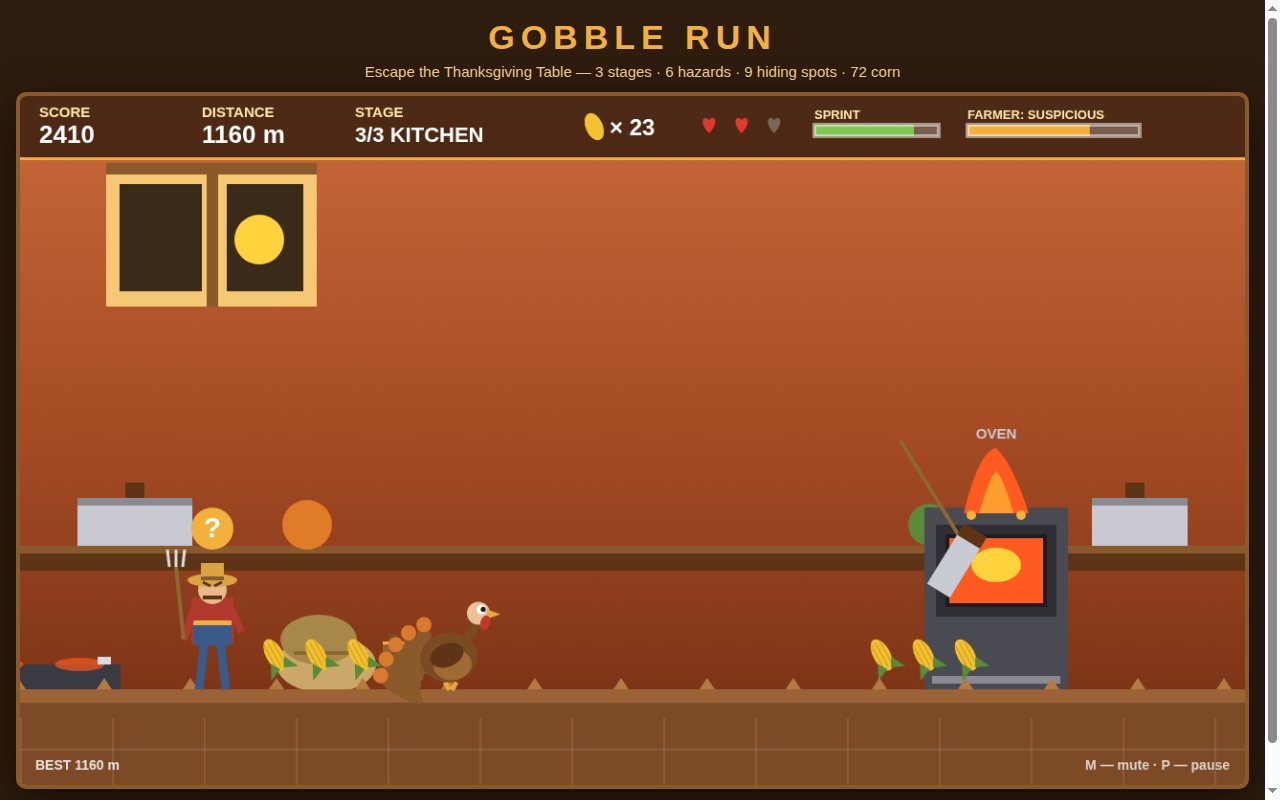 GOBBLE RUN
Escape the Thanksgiving Table — 3 stages · 6 hazards · 9 hiding spots · 72 corn
SCORE
2410
DISTANCE
1160 m
STAGE
3/3 KITCHEN
× 23
SPRINT
FARMER: SUSPICIOUS
OVEN
?
BEST 1160 m
M — mute · P — pause